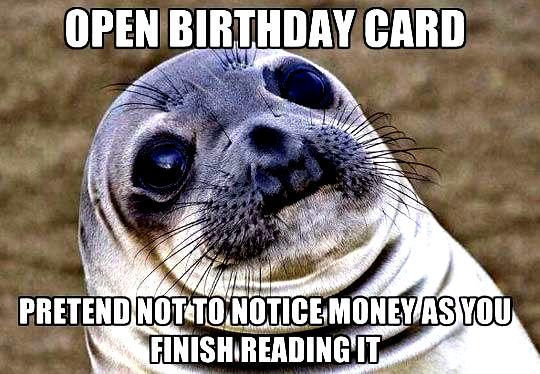 OPEN BIRTHDAY CARD
PRETEND NOT TO NOTICE MONEY AS YOU
FINISH READING IT